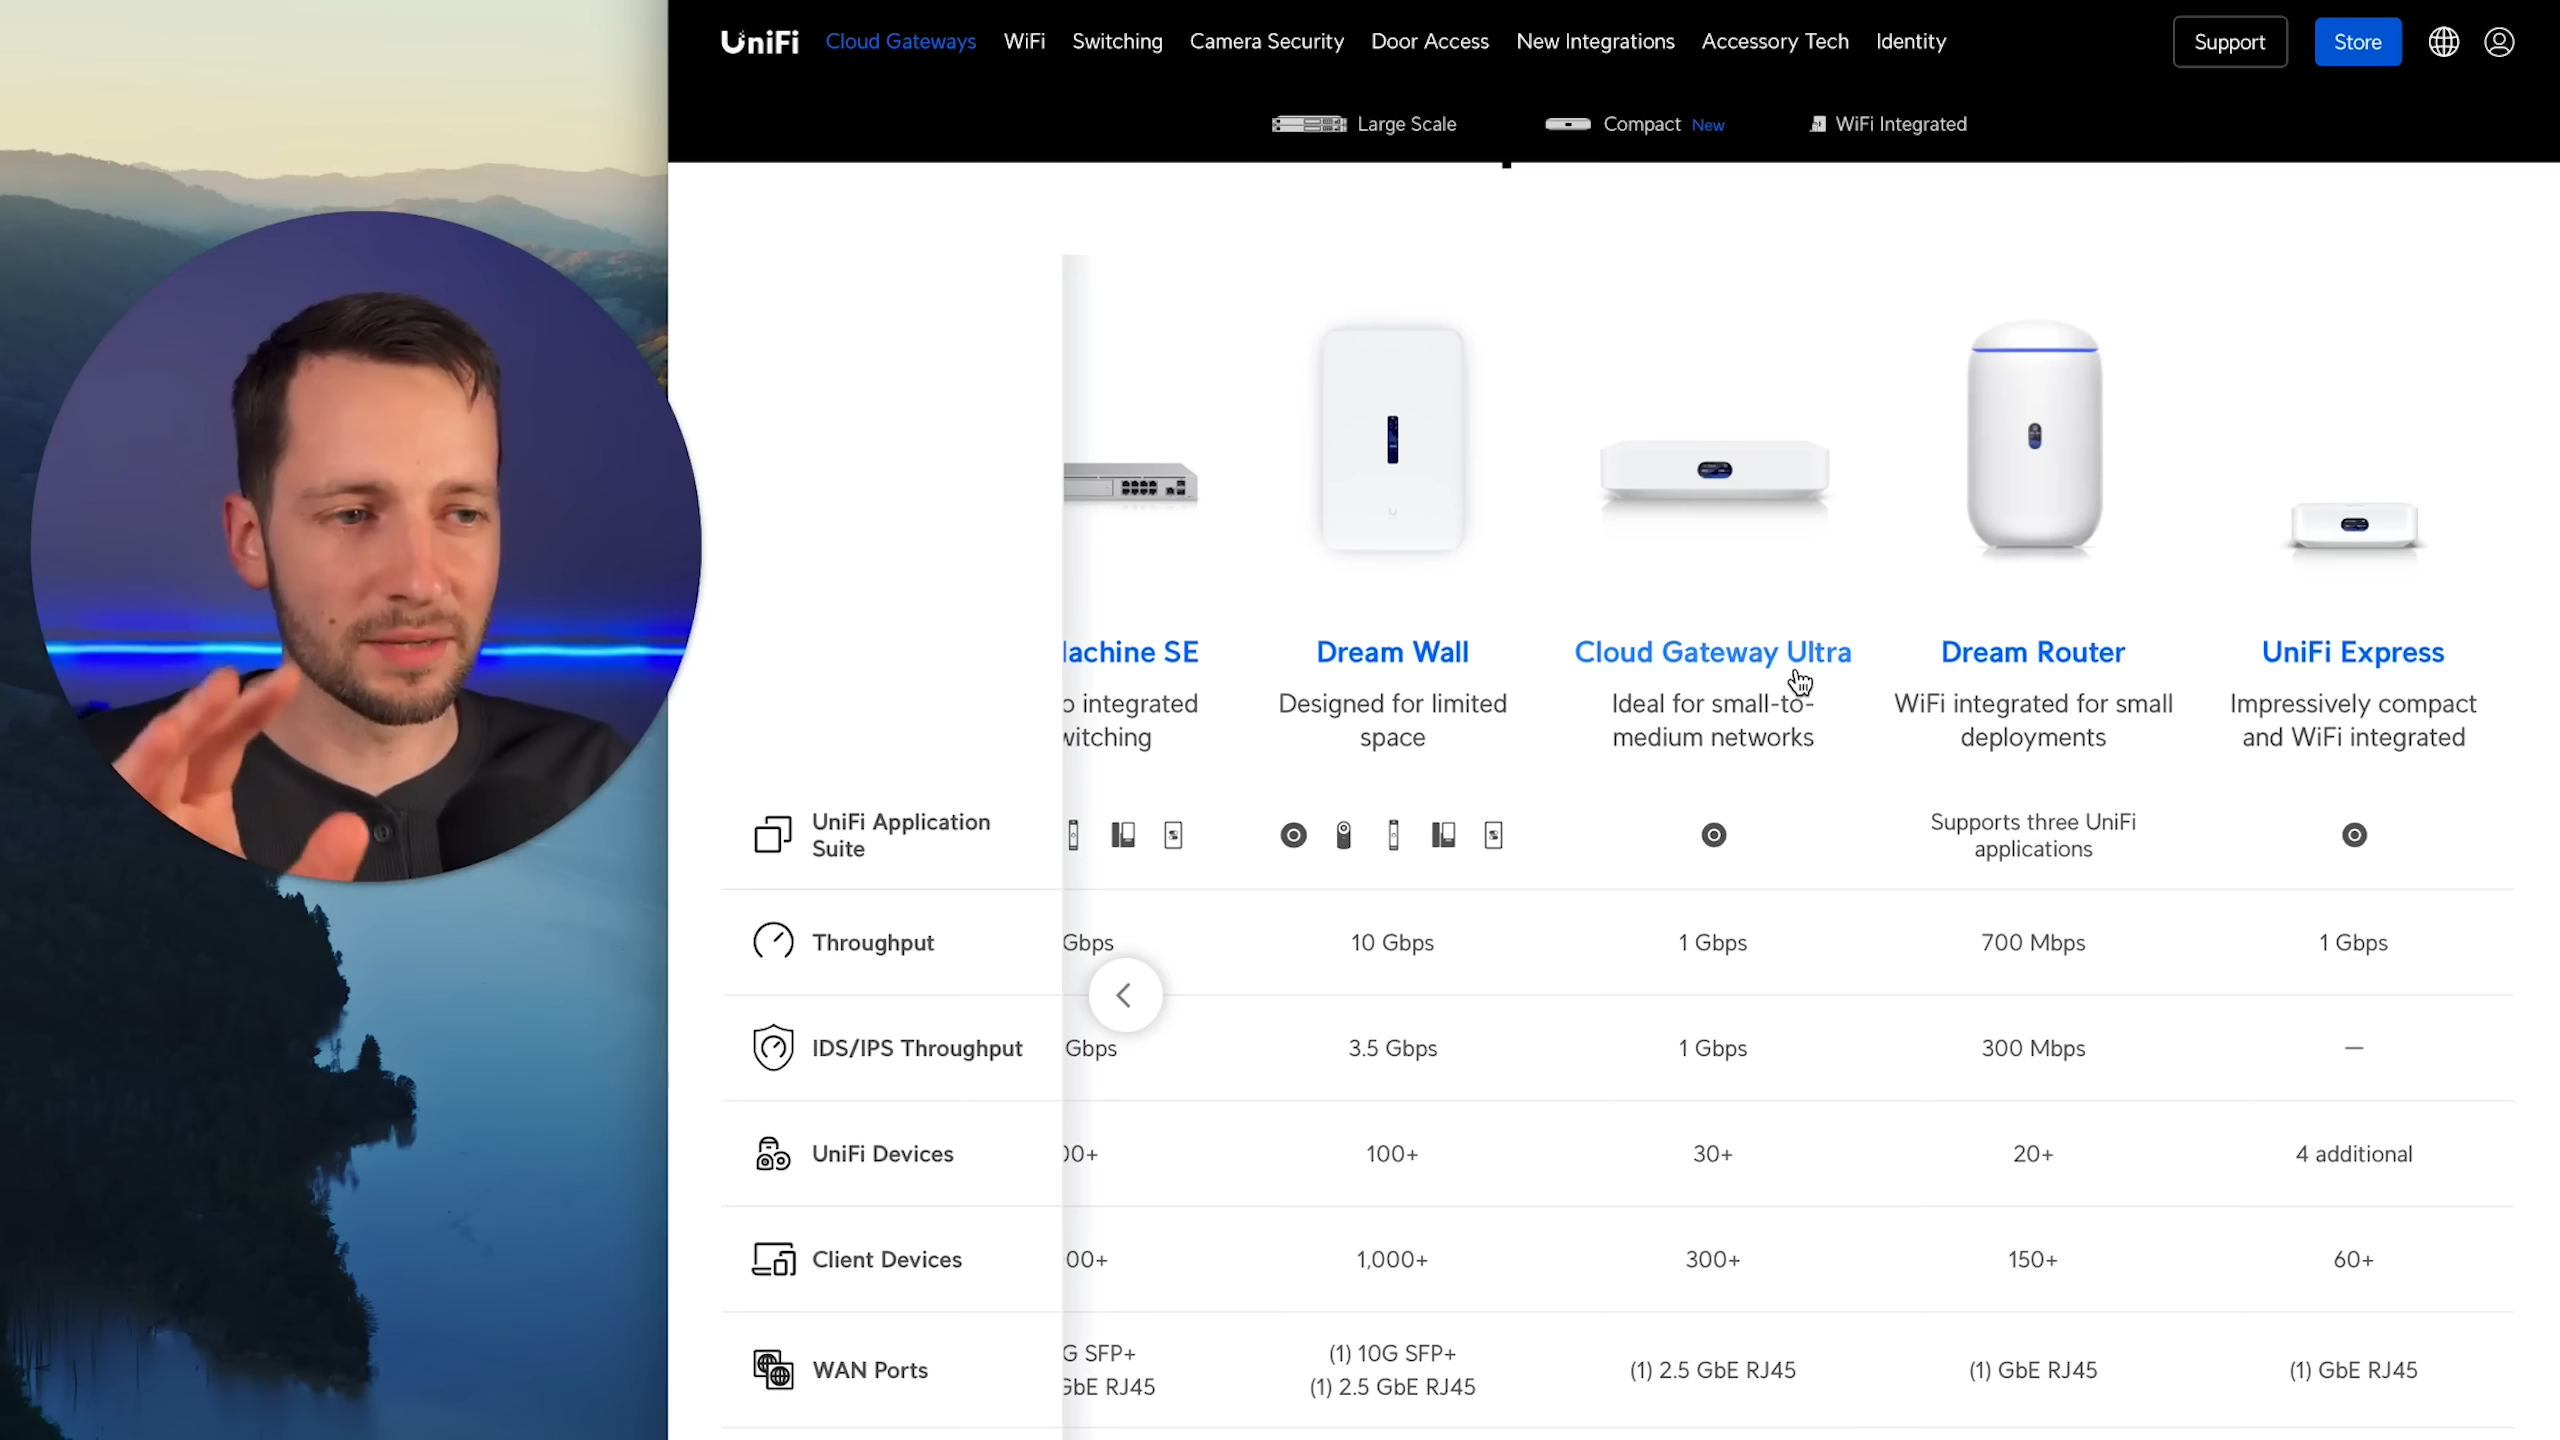 UniFi Cloud Gateways WiFi Switching Camera Security Door Access New Integrations Accessory Tech Identity Support Store
Large Scale Compact New WiFi Integrated
achine SE Dream Wall Cloud Gateway Ultra Dream Router UniFi Express
o integrated Designed for limited Ideal for small-to- WiFi integrated for small Impressively compact
witching space medium networks deployments and WiFi integrated
UniFi Application Supports three UniFi
Suite applications
Throughput Gbps 10 Gbps 1 Gbps 700 Mbps 1 Gbps
IDS/IPS Throughput Gbps 3.5 Gbps 1 Gbps 300 Mbps —
UniFi Devices 00+ 100+ 30+ 20+ 4 additional
Client Devices 00+ 1,000+ 300+ 150+ 60+
G SFP+ (1) 10G SFP+
WAN Ports (1) 2.5 GbE RJ45 (1) GbE RJ45 (1) GbE RJ45
GbE RJ45 (1) 2.5 GbE RJ45